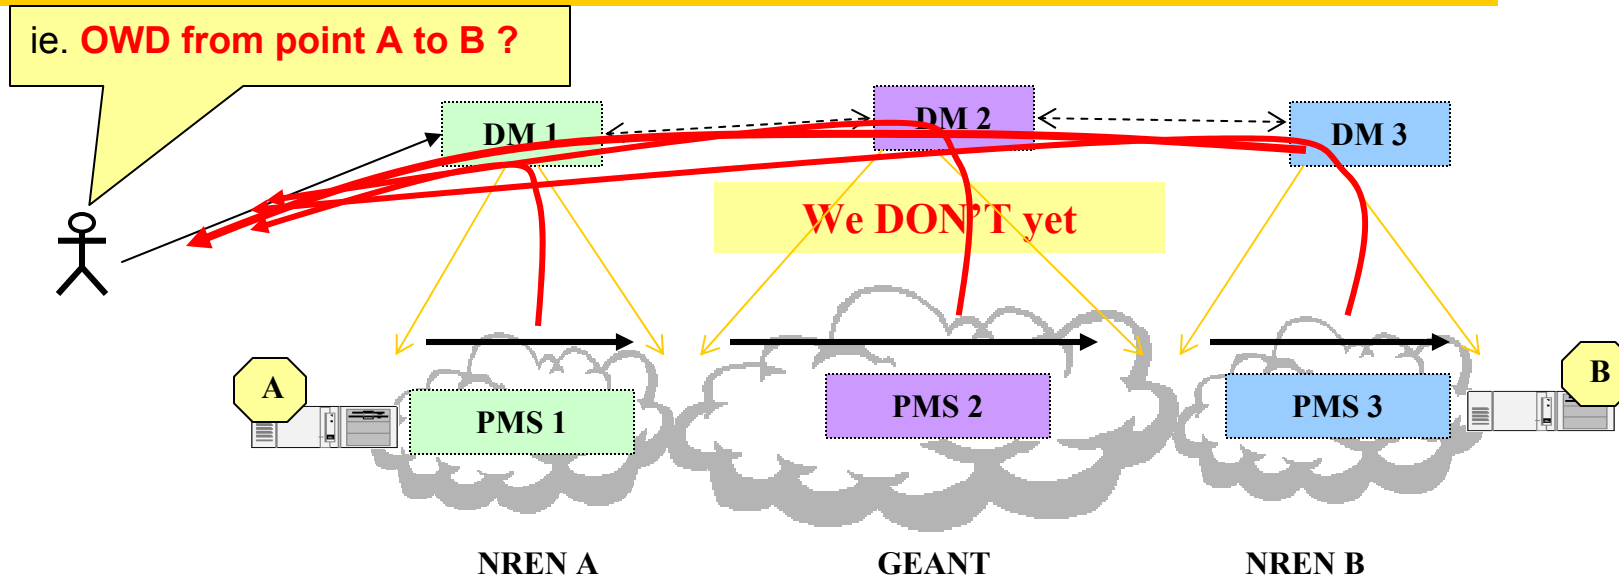 ie. OWD from point A to B ?
DM 1
DM 2
DM 3
We DON'T yet
A
B
PMS 1
PMS 2
PMS 3
NREN A
GEANT
NREN B